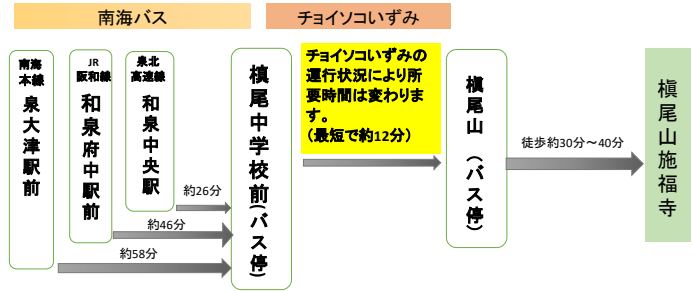 南海バス
チョイソコいずみ
南海
本線
泉大津駅前
JR
阪和線
和泉府中駅前
泉北
高速線
和泉中央駅
槙尾中学校前(バス停)
チョイソコいずみの
運行状況により所
要時間は変わりま
す。
(最短で約12分)
槇尾山 (バス停)
徒歩約30分～40分
槇尾山施福寺
約26分
約46分
約58分